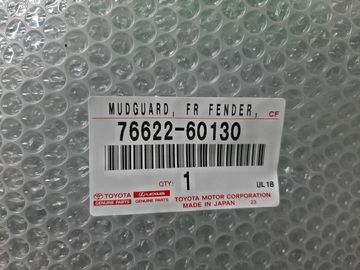 MUDGUARD, FR FENDER, CF
76622-60130
QTY: 1 UL1B
TOYOTA LEXUS TOYOTA MOTOR CORPORATION
GENUINE PARTS GENUINE PARTS MADE IN JAPAN 23